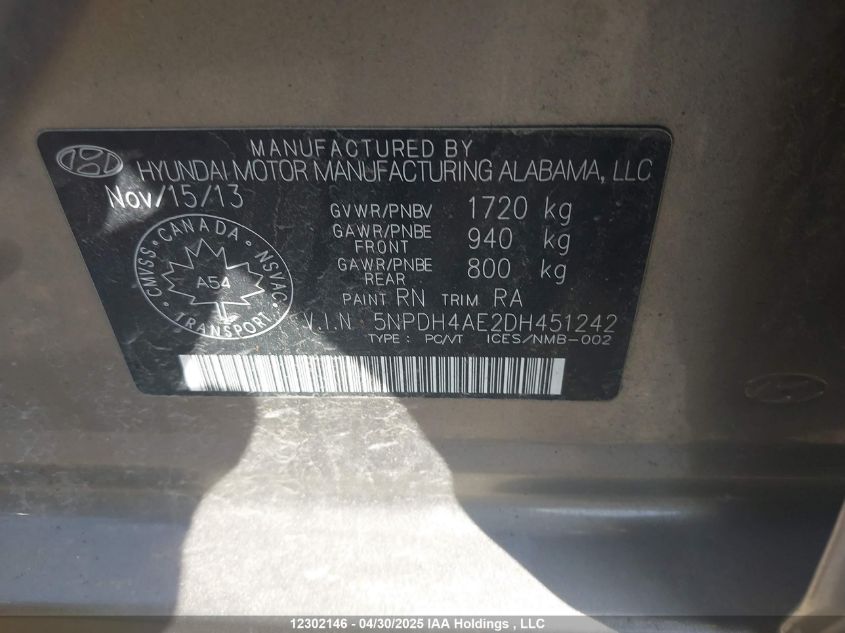 MANUFACTURED BY
HYUNDAI MOTOR MANUFACTURING ALABAMA, LLC
Nov/15/13
GVWR/PNBV 1720 kg
GAWR/PNBE FRONT 940 kg
GAWR/PNBE REAR 800 kg
CANADA
CMVSS
NSVAC
A54
TRANSPORT
PAINT RN TRIM RA
V.I.N 5NPDH4AE2DH451242
TYPE : PC/VT ICES/NMB-002
12302146 - 04/30/2025 IAA Holdings , LLC